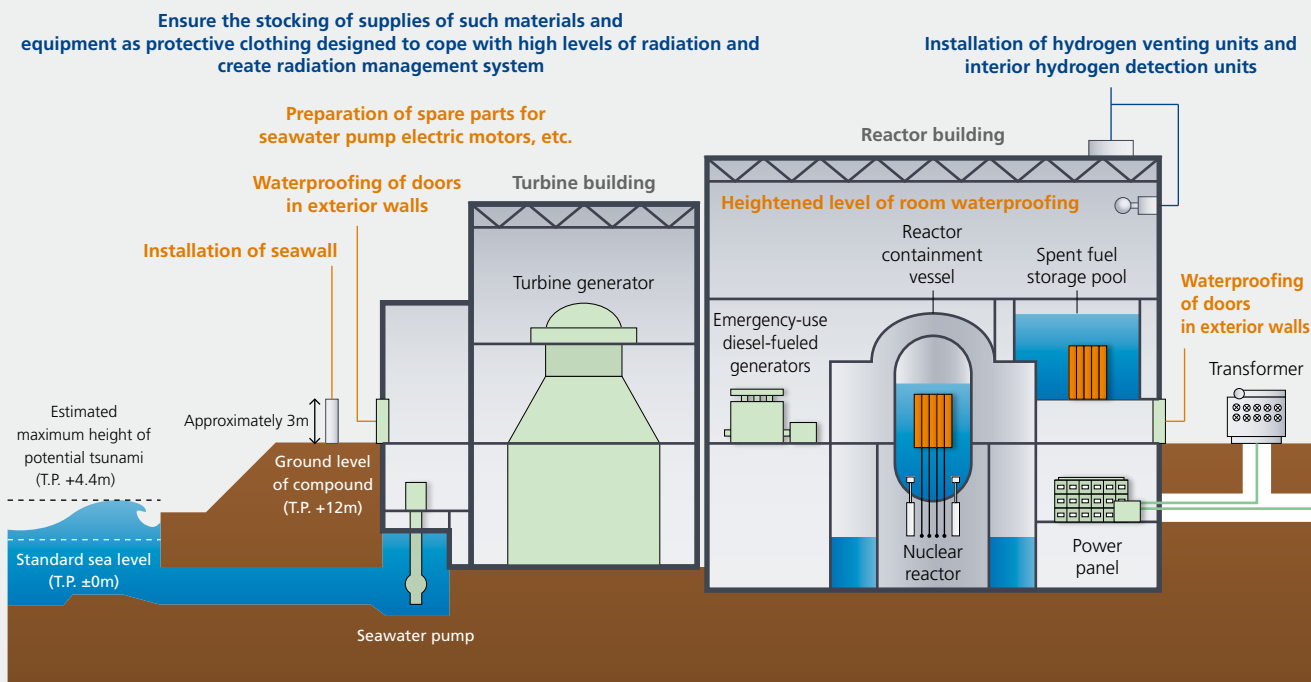 Ensure the stocking of supplies of such materials and
equipment as protective clothing designed to cope with high levels of radiation and
create radiation management system
Installation of hydrogen venting units and
interior hydrogen detection units
Preparation of spare parts for
seawater pump electric motors, etc.
Reactor building
Waterproofing of doors
in exterior walls
Turbine building
Heightened level of room waterproofing
Installation of seawall
Reactor
containment
vessel
Spent fuel
storage pool
Turbine generator
Waterproofing
of doors
in exterior walls
Emergency-use
diesel-fueled
generators
Transformer
Approximately 3m
Estimated
maximum height of
potential tsunami
(T.P. +4.4m)
Ground level
of compound
(T.P. +12m)
Standard sea level
(T.P. ±0m)
Nuclear
reactor
Power
panel
Seawater pump